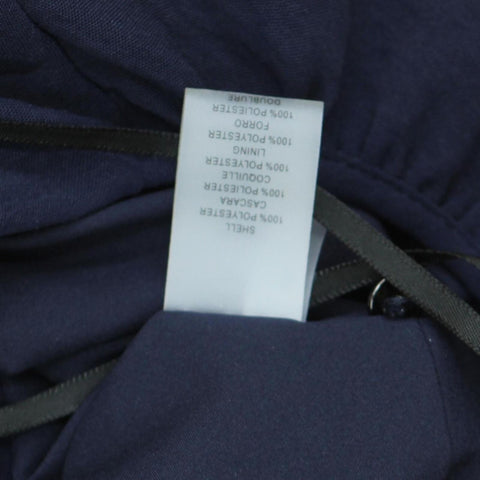 SHELL
100% POLYESTER
CASCARA
100% POLIESTER
COQUILLE
100% POLYESTER
LINING
100% POLYESTER
FORRO
100% POLIESTER
DOUBLURE